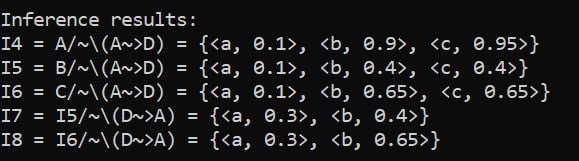 Inference results:
I4 = A/~\(A~>D) = {<a, 0.1>, <b, 0.9>, <c, 0.95>}
I5 = B/~\(A~>D) = {<a, 0.1>, <b, 0.4>, <c, 0.4>}
I6 = C/~\(A~>D) = {<a, 0.1>, <b, 0.65>, <c, 0.65>}
I7 = I5/~\(D~>A) = {<a, 0.3>, <b, 0.4>}
I8 = I6/~\(D~>A) = {<a, 0.3>, <b, 0.65>}